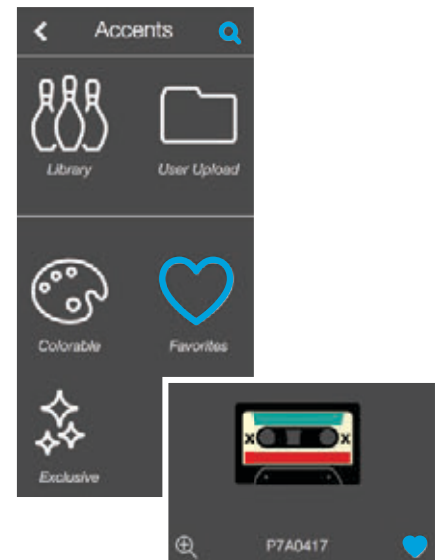 Accents
Library User Upload
Colorable Favorites
Exclusive
P7A0417